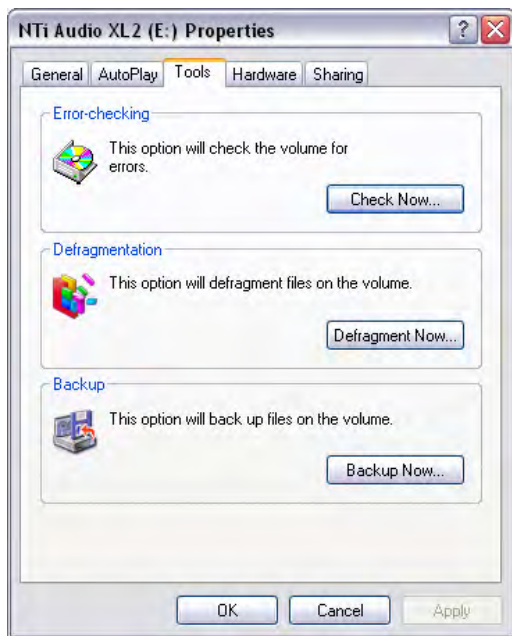 NTi Audio XL2 (E:) Properties
General AutoPlay Tools Hardware Sharing
Error-checking
This option will check the volume for
errors.
Check Now...
Defragmentation
This option will defragment files on the volume.
Defragment Now...
Backup
This option will back up files on the volume.
Backup Now...
OK Cancel Apply